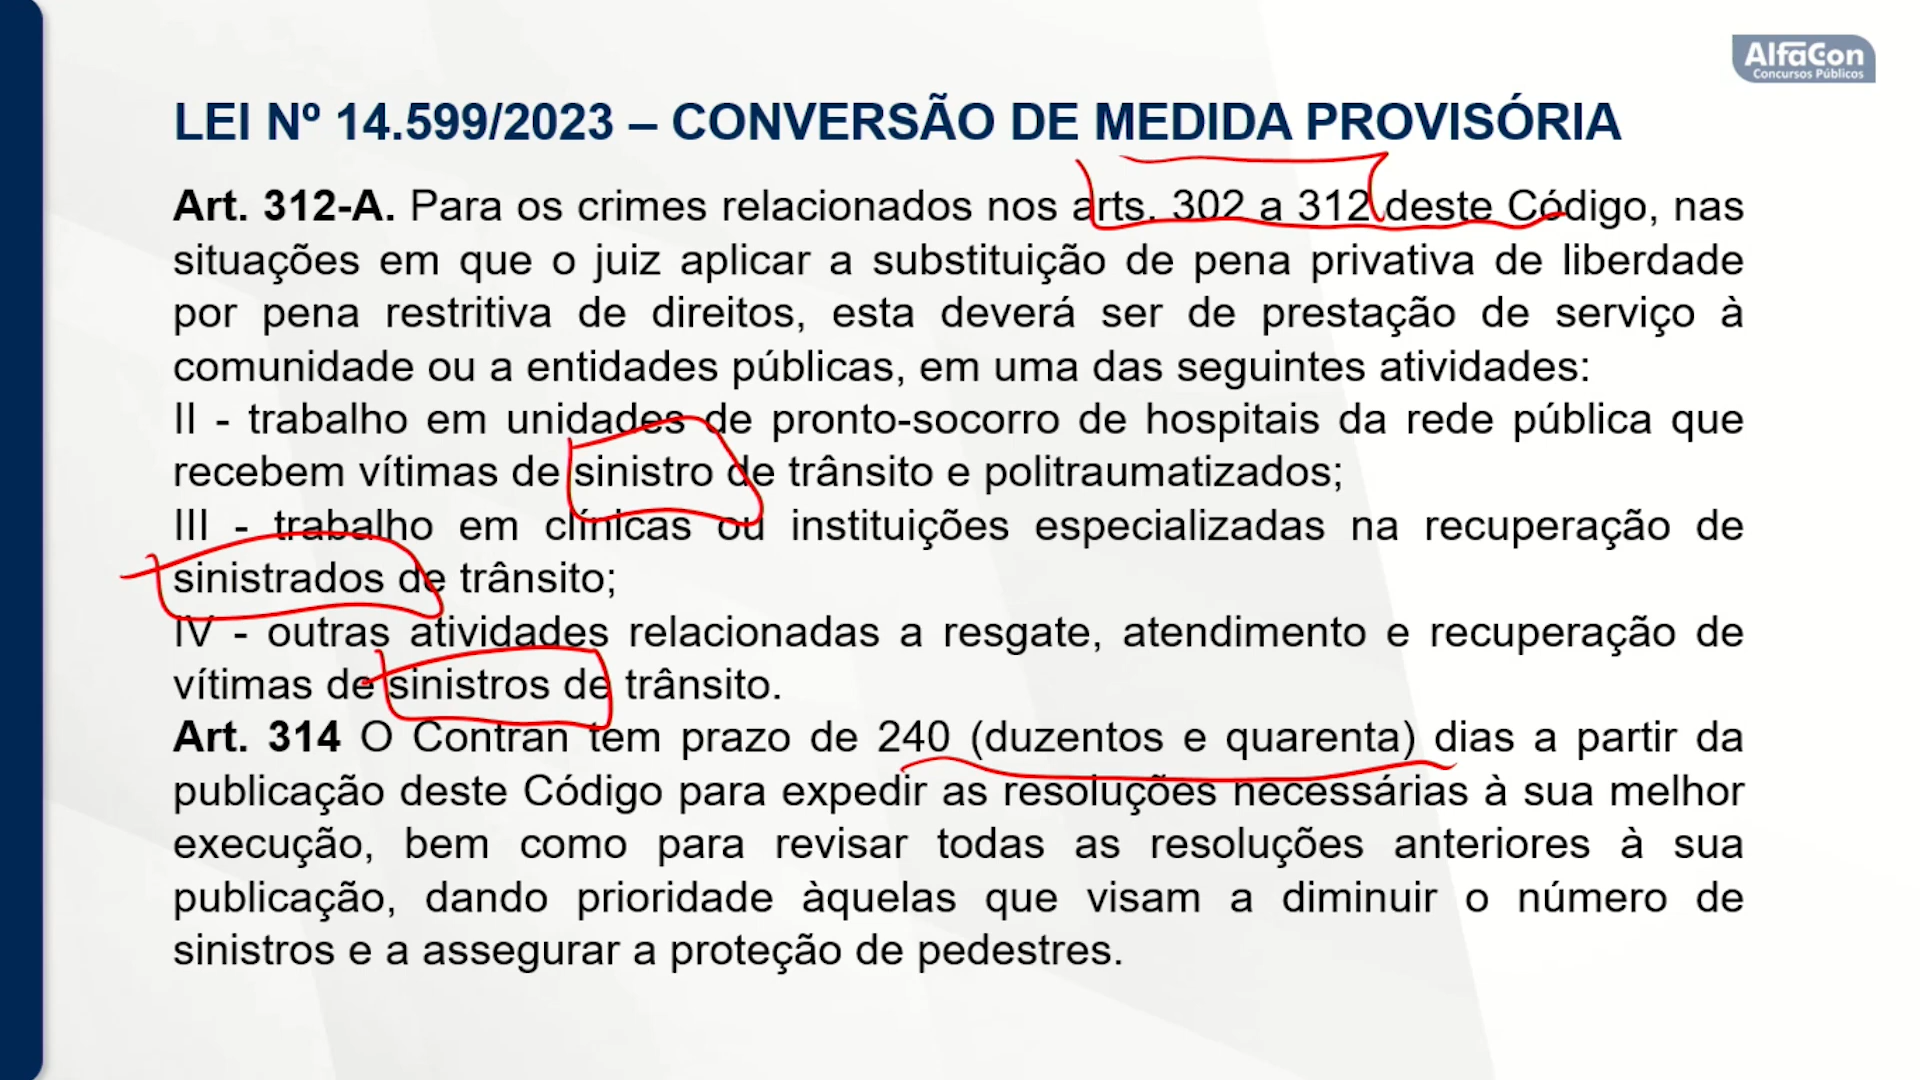 AlfaCon
Concursos Públicos
LEI Nº 14.599/2023 – CONVERSÃO DE MEDIDA PROVISÓRIA
Art. 312-A. Para os crimes relacionados nos arts. 302 a 312 deste Código, nas
situações em que o juiz aplicar a substituição de pena privativa de liberdade
por pena restritiva de direitos, esta deverá ser de prestação de serviço à
comunidade ou a entidades públicas, em uma das seguintes atividades:
II - trabalho em unidades de pronto-socorro de hospitais da rede pública que
recebem vítimas de sinistro de trânsito e politraumatizados;
III - trabalho em clínicas ou instituições especializadas na recuperação de
sinistrados de trânsito;
IV - outras atividades relacionadas a resgate, atendimento e recuperação de
vítimas de sinistros de trânsito.
Art. 314 O Contran tem prazo de 240 (duzentos e quarenta) dias a partir da
publicação deste Código para expedir as resoluções necessárias à sua melhor
execução, bem como para revisar todas as resoluções anteriores à sua
publicação, dando prioridade àquelas que visam a diminuir o número de
sinistros e a assegurar a proteção de pedestres.